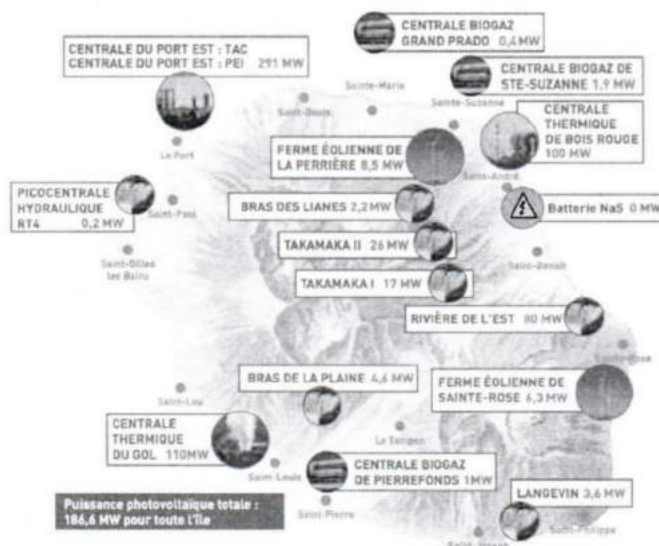 CENTRALE BIOGAZ
GRAND PRADO 0,4 MW
CENTRALE DU PORT EST : TAC
CENTRALE DU PORT EST : PEI 291 MW
CENTRALE BIOGAZ DE
STE-SUZANNE 1,9 MW
Sainte-Marie
Saint-Denis
Sainte-Suzanne
CENTRALE
THERMIQUE
DE BOIS ROUGE
100 MW
Le Port
FERME ÉOLIENNE DE
LA PERRIÈRE 8,5 MW
Saint-André
PICOCENTRALE
HYDRAULIQUE
RT4 0,2 MW
Saint-Paul
BRAS DES LIANES 2,2 MW
Batterie NaS 0 MW
TAKAMAKA II 26 MW
Saint-Gilles
les Bains
Saint-Benoît
TAKAMAKA I 17 MW
RIVIÈRE DE L'EST 80 MW
Sainte-Rose
BRAS DE LA PLAINE 4,6 MW
FERME ÉOLIENNE DE
SAINTE-ROSE 6,3 MW
Saint-Leu
CENTRALE
THERMIQUE
DU GOL 110MW
Le Tampon
Saint-Louis
CENTRALE BIOGAZ
DE PIERREFONDS 1MW
LANGEVIN 3,6 MW
Puissance photovoltaïque totale :
186,6 MW pour toute l'île
Saint-Pierre
Saint-Philippe
Saint-Joseph